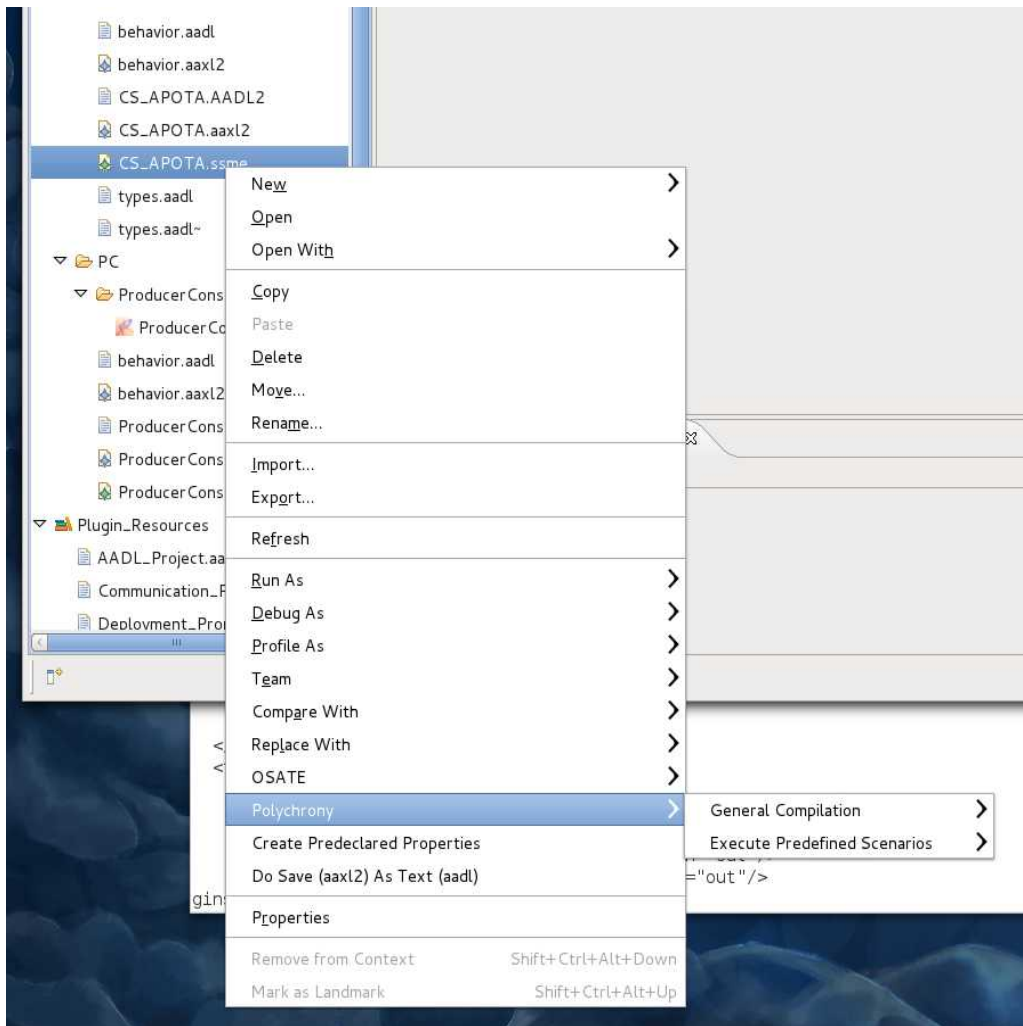 behavior.aadl
behavior.aaxl2
CS_APOTA.AADL2
CS_APOTA.aaxl2
CS_APOTA.ssme
types.aadl
types.aadl~
PC
ProducerCons
ProducerCo
behavior.aadl
behavior.aaxl2
ProducerCons
ProducerCons
ProducerCons
Plugin_Resources
AADL_Project.aa
Communication_P
Deployment_Pro
New
Open
Open With
Copy
Paste
Delete
Move...
Rename...
Import...
Export...
Refresh
Run As
Debug As
Profile As
Team
Compare With
Replace With
OSATE
Polychrony
Create Predeclared Properties
Do Save (aaxl2) As Text (aadl)
Properties
Remove from Context Shift+Ctrl+Alt+Down
Mark as Landmark Shift+Ctrl+Alt+Up
General Compilation
Execute Predefined Scenarios
="out"/>
gin